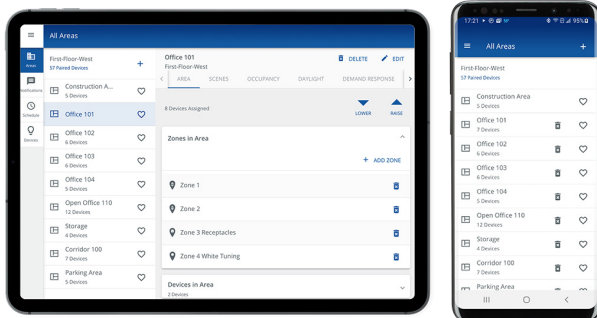 All Areas
Areas
Notifications
Schedule
Devices
First-Floor-West
57 Paired Devices
+
Construction A...
5 Devices
Office 101
Office 102
6 Devices
Office 103
6 Devices
Office 104
5 Devices
Open Office 110
12 Devices
Storage
4 Devices
Corridor 100
7 Devices
Parking Area
5 Devices
Office 101
First-Floor-West
DELETE
EDIT
AREA SCENES OCCUPANCY DAYLIGHT DEMAND RESPONSE
8 Devices Assigned
LOWER
RAISE
Zones in Area
+ ADD ZONE
Zone 1
Zone 2
Zone 3 Receptacles
Zone 4 White Tuning
Devices in Area
2 Devices
17:21
95%
All Areas
+
First-Floor-West
57 Paired Devices
Construction Area
5 Devices
Office 101
7 Devices
Office 102
6 Devices
Office 103
6 Devices
Office 104
5 Devices
Open Office 110
12 Devices
Storage
4 Devices
Corridor 100
7 Devices
Parking Area